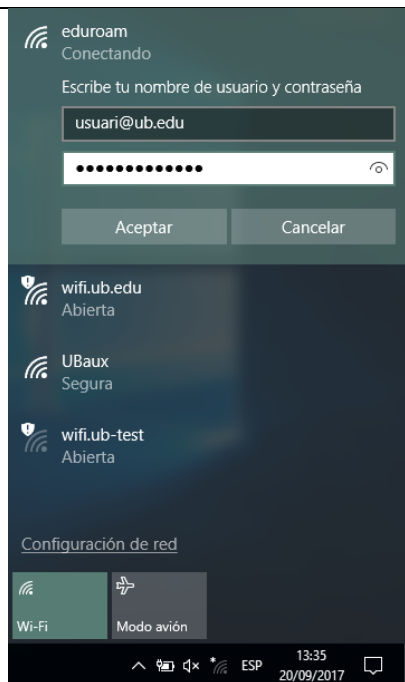 eduroam
Conectando
Escribe tu nombre de usuario y contraseña
usuari@ub.edu
•••••••••••••
Aceptar Cancelar
wifi.ub.edu
Abierta
UBaux
Segura
wifi.ub-test
Abierta
Configuración de red
Wi-Fi Modo avión
ESP 13:35
20/09/2017